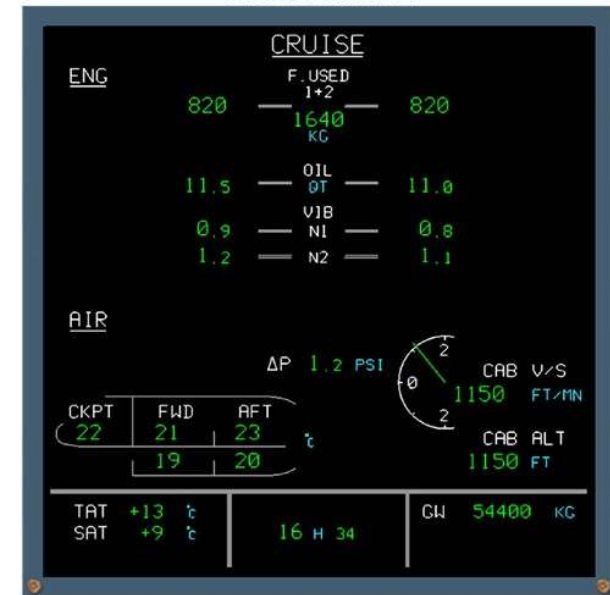 CRUISE
ENG
F.USED
1+2
820 1640 820
KG
OIL
11.5 QT 11.0
VIB
0.9 N1 0.8
1.2 N2 1.1
AIR
ΔP 1.2 PSI
2
0
2
CAB V/S
1150 FT/MN
CAB ALT
1150 FT
CKPT FWD AFT
22 21 23 °C
19 20
TAT +13 °C
SAT +9 °C
16 H 34
GW 54400 KG